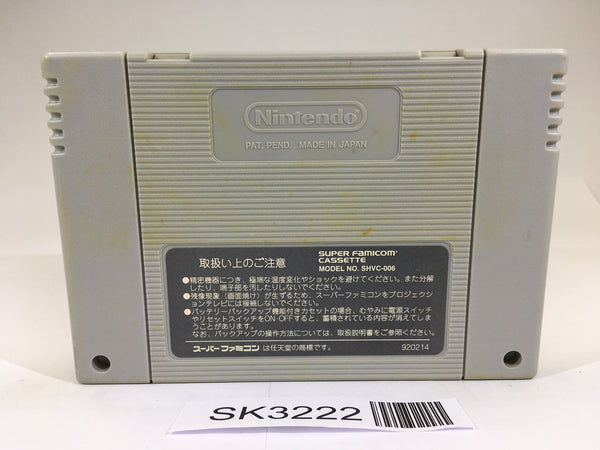 Nintendo
PAT. PEND. MADE IN JAPAN
取扱い上のご注意
SUPER FAMICOM
CASSETTE
MODEL NO. SHVC-006
●精密機器につき、極端な温度変化やショックを避けてください。また分解
したり、端子部を汚したりしないでください。
●残像現象（画面焼け）が生ずるため、スーパーファミコンをプロジェクシ
ョンテレビには接続しないでください。
●バッテリーバックアップ機能付きカセットの場合、むやみに電源スイッチ
やリセットスイッチをON-OFFすると、蓄積されている内容が消えてしま
うことがあります。
なお、バックアップの操作方法については、取扱説明書をご参照ください。
スーパーファミコン は任天堂の商標です。
920214
SK3222